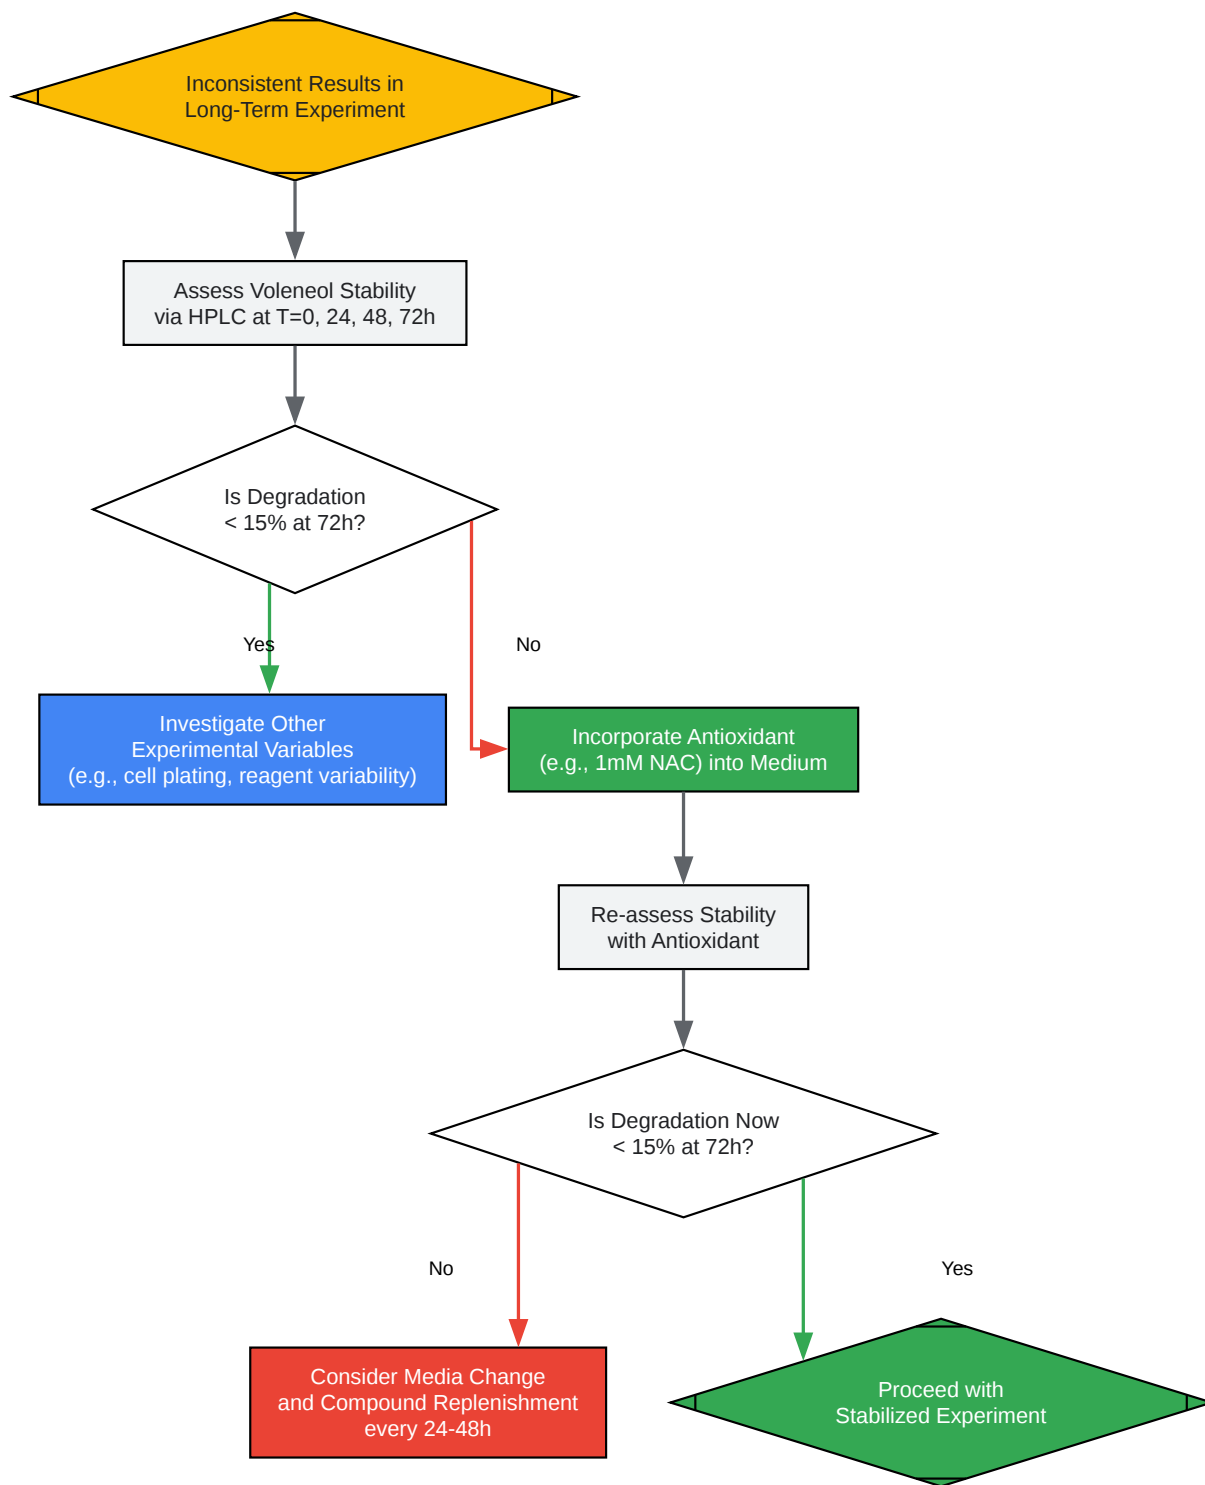 Inconsistent Results in
Long-Term Experiment
Assess Voleneol Stability
via HPLC at T=0, 24, 48, 72h
Is Degradation
< 15% at 72h?
Yes
No
Investigate Other
Experimental Variables
(e.g., cell plating, reagent variability)
Incorporate Antioxidant
(e.g., 1mM NAC) into Medium
Re-assess Stability
with Antioxidant
Is Degradation Now
< 15% at 72h?
No
Yes
Consider Media Change
and Compound Replenishment
every 24-48h
Proceed with
Stabilized Experiment